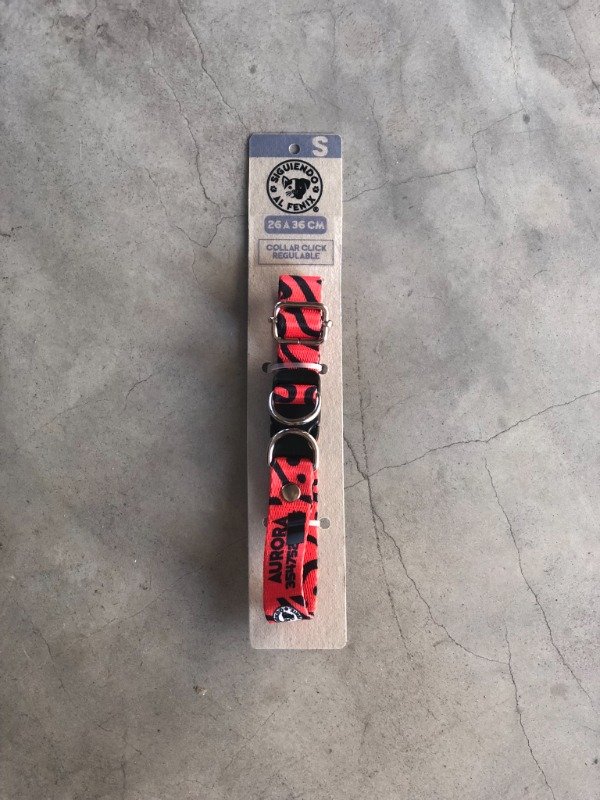 S
SIGUIENDO
AL FENIX
®
26 A 36 CM
COLLAR CLICK
REGULABLE
AURORA